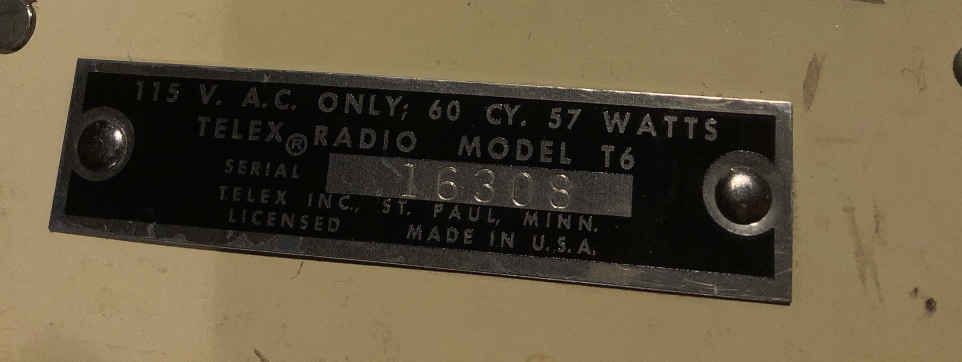 115 V. A.C. ONLY; 60 CY. 57 WATTS
TELEX® RADIO MODEL T6
SERIAL 16308
TELEX INC., ST. PAUL, MINN.
LICENSED MADE IN U.S.A.